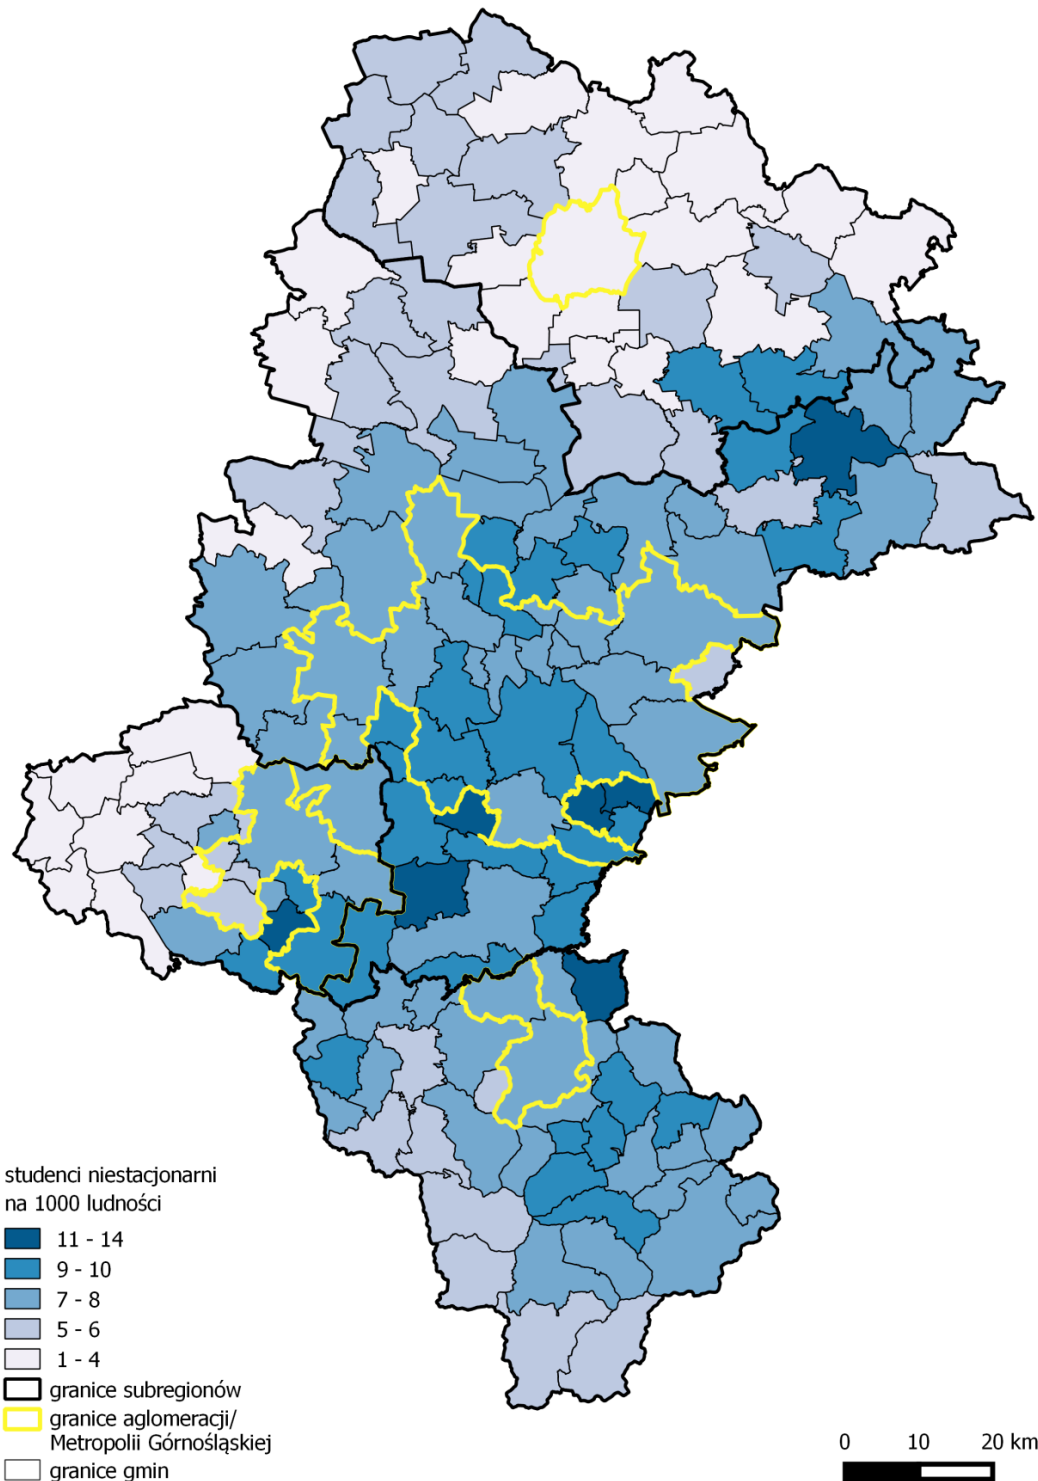 studenci niestacjonarni
na 1000 ludności
11 - 14
9 - 10
7 - 8
5 - 6
1 - 4
granice subregionów
granice aglomeracji/
Metropolii Górnośląskiej
granice gmin
0 10 20 km